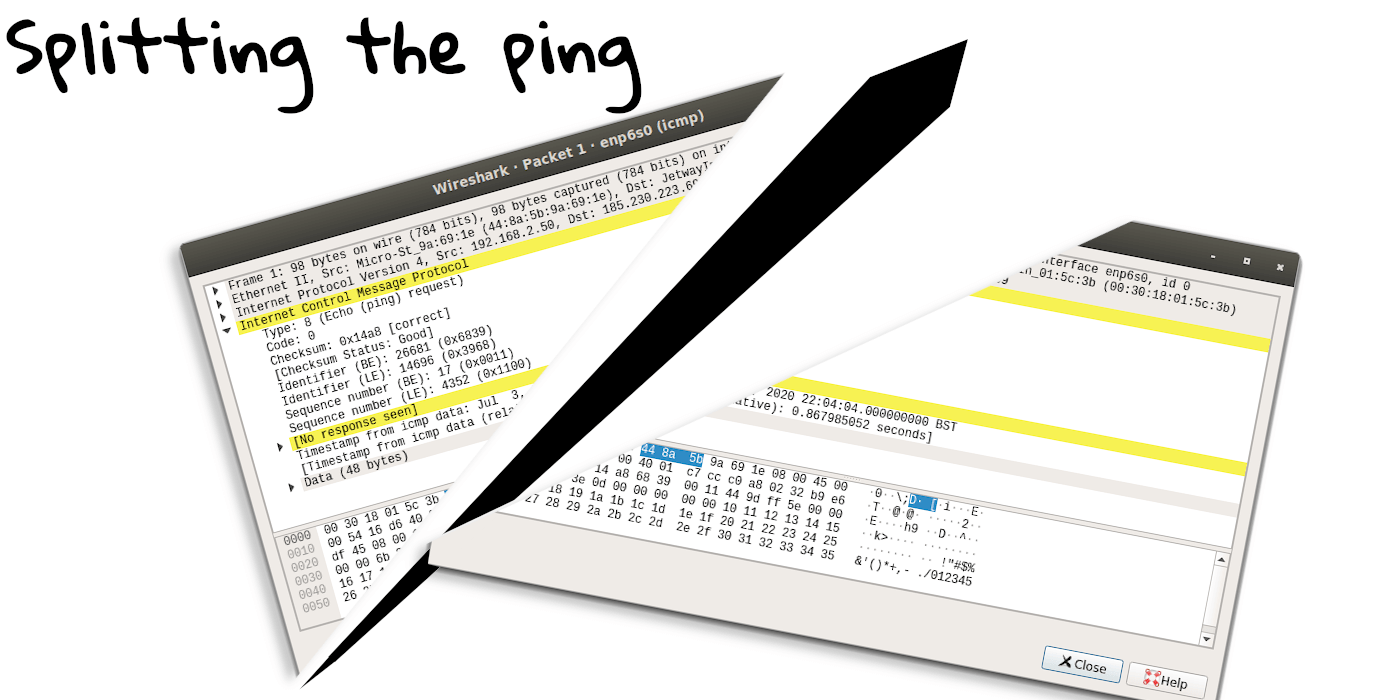 Splitting the ping
Wireshark · Packet 1 · enp6s0 (icmp)
Frame 1: 98 bytes on wire (784 bits), 98 bytes captured (784 bits) on in
nterface enp6s0, id 0
Ethernet II, Src: Micro-St_9a:69:1e (44:8a:5b:9a:69:1e), Dst: JetwayI
n_01:5c:3b (00:30:18:01:5c:3b)
Internet Protocol Version 4, Src: 192.168.2.50, Dst: 185.230.223.69
Internet Control Message Protocol
Type: 8 (Echo (ping) request)
Code: 0
Checksum: 0x14a8 [correct]
[Checksum Status: Good]
Identifier (BE): 26681 (0x6839)
Identifier (LE): 14696 (0x3968)
Sequence number (BE): 17 (0x0011)
Sequence number (LE): 4352 (0x1100)
[No response seen]
Timestamp from icmp data: Jul 3,
, 2020 22:04:04.000000000 BST
[Timestamp from icmp data (rela
ative): 0.867985052 seconds]
Data (48 bytes)
0000 00 30 18 01 5c 3b
44 8a 5b 9a 69 1e 08 00 45 00 ·0··\;D· [·i···E·
0010 00 54 16 d6 40
00 40 01 c7 cc c0 a8 02 32 b9 e6 ·T··@·@· ·····2··
0020 df 45 08 00
14 a8 68 39 00 11 44 9d ff 5e 00 00 ·E····h9 ··D··^··
0030 00 00 6b
3e 0d 00 00 00 00 00 10 11 12 13 14 15 ··k>···· ········
0040 16 17
18 19 1a 1b 1c 1d 1e 1f 20 21 22 23 24 25 ········ ·· !"#$%
0050 26
27 28 29 2a 2b 2c 2d 2e 2f 30 31 32 33 34 35 &'()*+,- ./012345
Close
Help